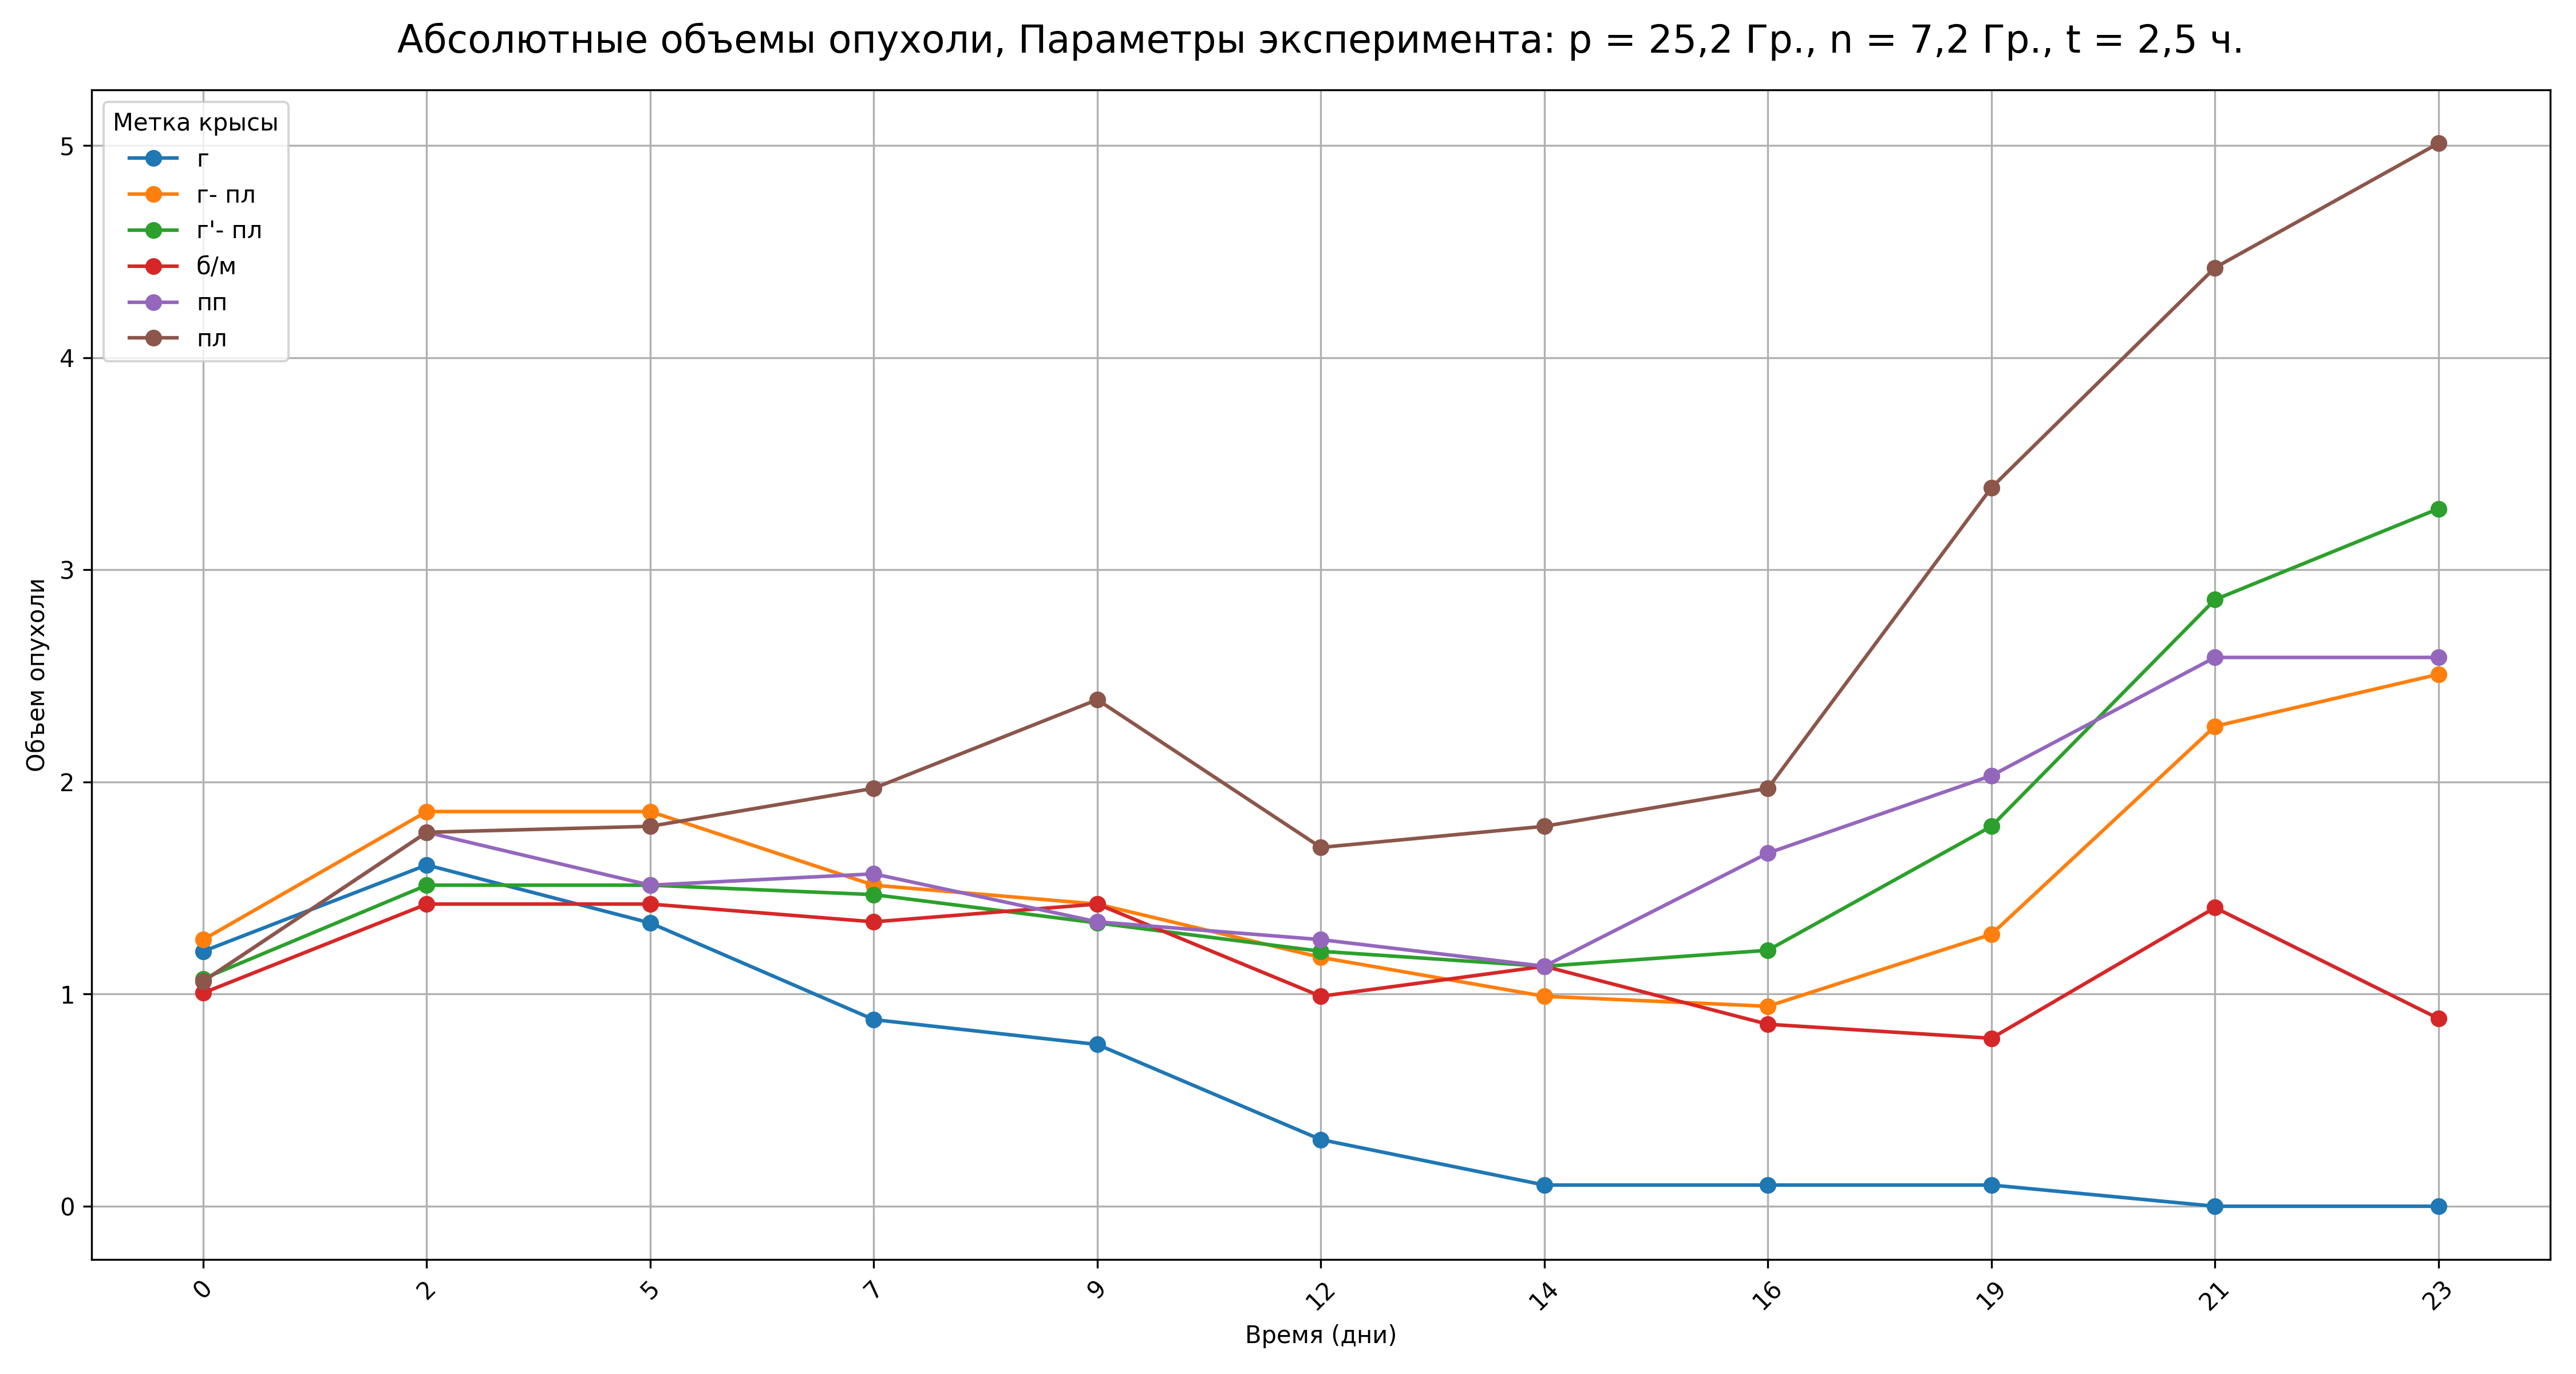 Абсолютные объемы опухоли, Параметры эксперимента: p = 25,2 Гр., n = 7,2 Гр., t = 2,5 ч.
Метка крысы
г
г- пл
г'- пл
б/м
пп
пл
Объем опухоли
5
4
3
2
1
0
0 2 5 7 9 12 14 16 19 21 23
Время (дни)